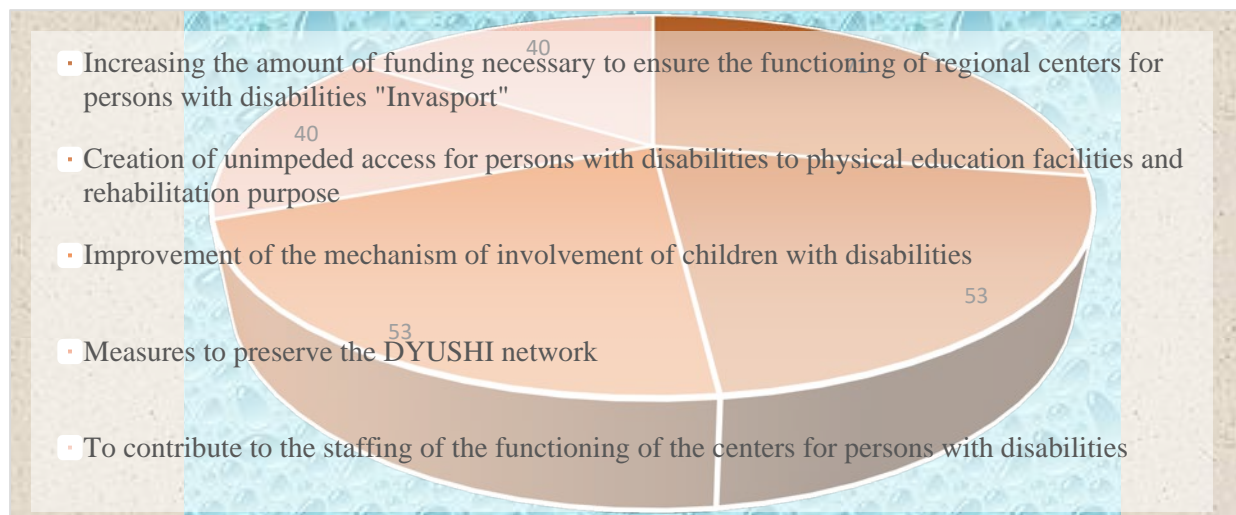 40
Increasing the amount of funding necessary to ensure the functioning of regional centers for
persons with disabilities "Invasport"
40
Creation of unimpeded access for persons with disabilities to physical education facilities and
rehabilitation purpose
Improvement of the mechanism of involvement of children with disabilities
53
53
Measures to preserve the DYUSHI network
To contribute to the staffing of the functioning of the centers for persons with disabilities